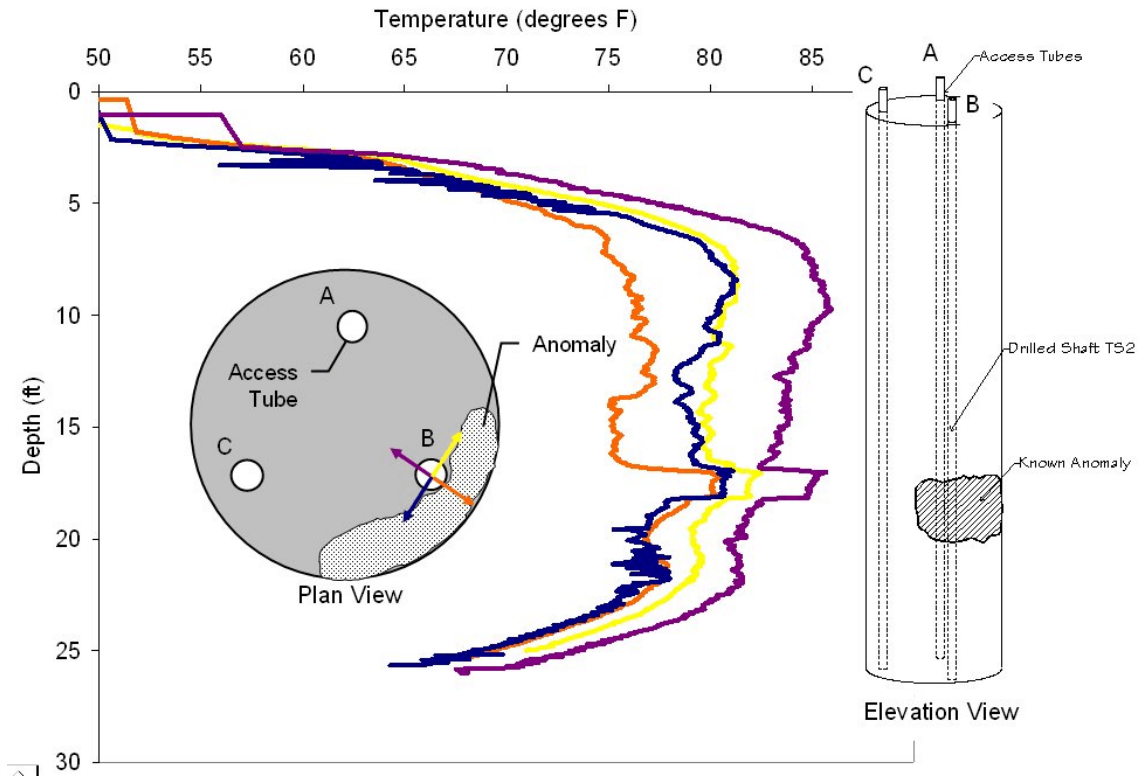 Temperature (degrees F)
50 55 60 65 70 75 80 85
0
5
10
15
20
25
30
Depth (ft)
A
Access
Tube
C
B
Anomaly
Plan View
A
C
B
Access Tubes
Drilled Shaft TS2
Known Anomaly
Elevation View